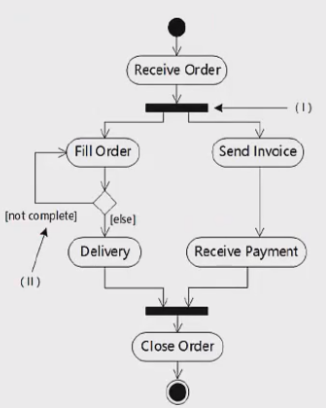 Receive Order
( I )
Fill Order
Send Invoice
[not complete]
[else]
( II )
Delivery
Receive Payment
Close Order